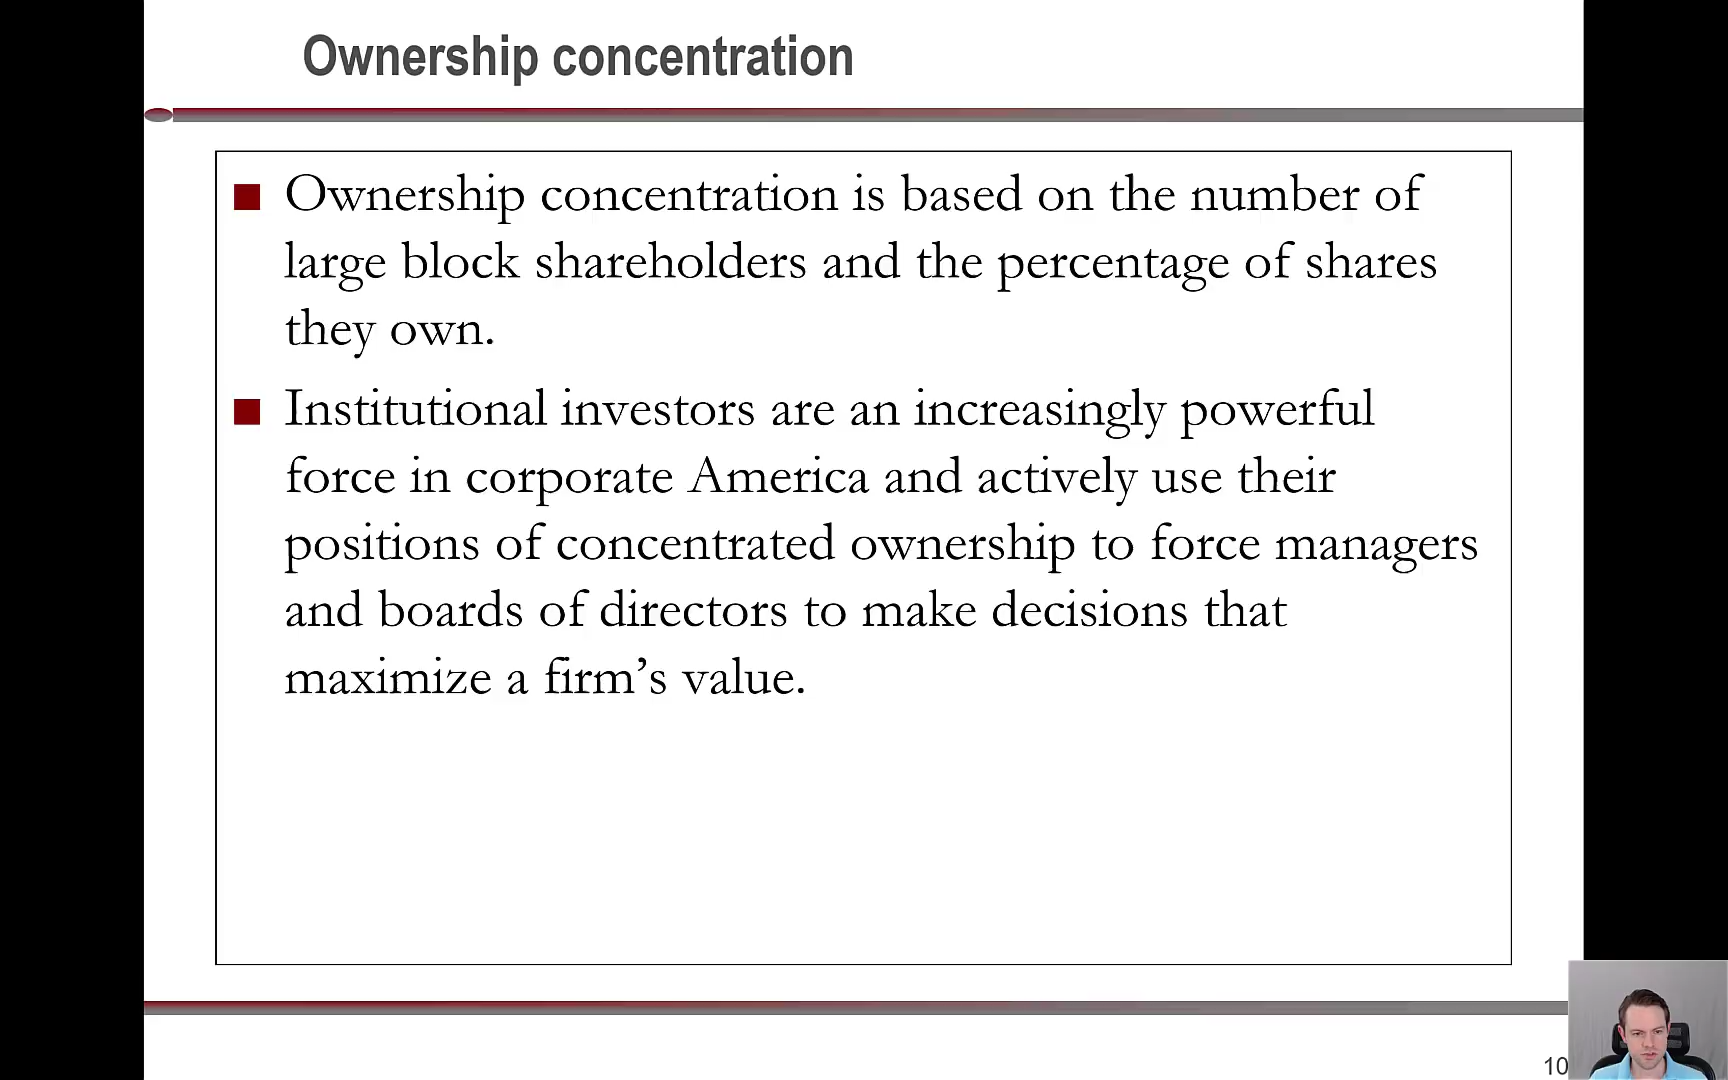 Ownership concentration
Ownership concentration is based on the number of
large block shareholders and the percentage of shares
they own.
Institutional investors are an increasingly powerful
force in corporate America and actively use their
positions of concentrated ownership to force managers
and boards of directors to make decisions that
maximize a firm’s value.
10